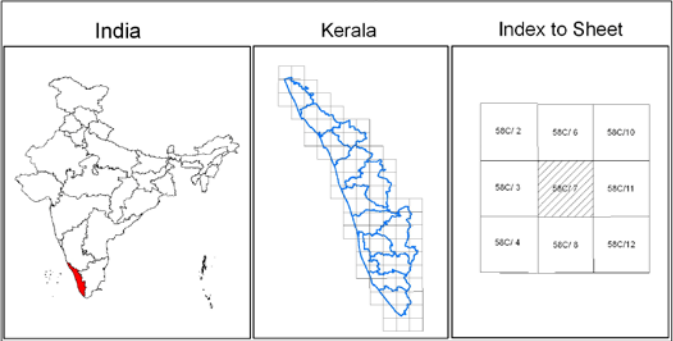 India
Kerala
Index to Sheet
58C/ 2
58C/ 6
58C/10
58C/ 3
58C/ 7
58C/11
58C/ 4
58C/ 8
58C/12